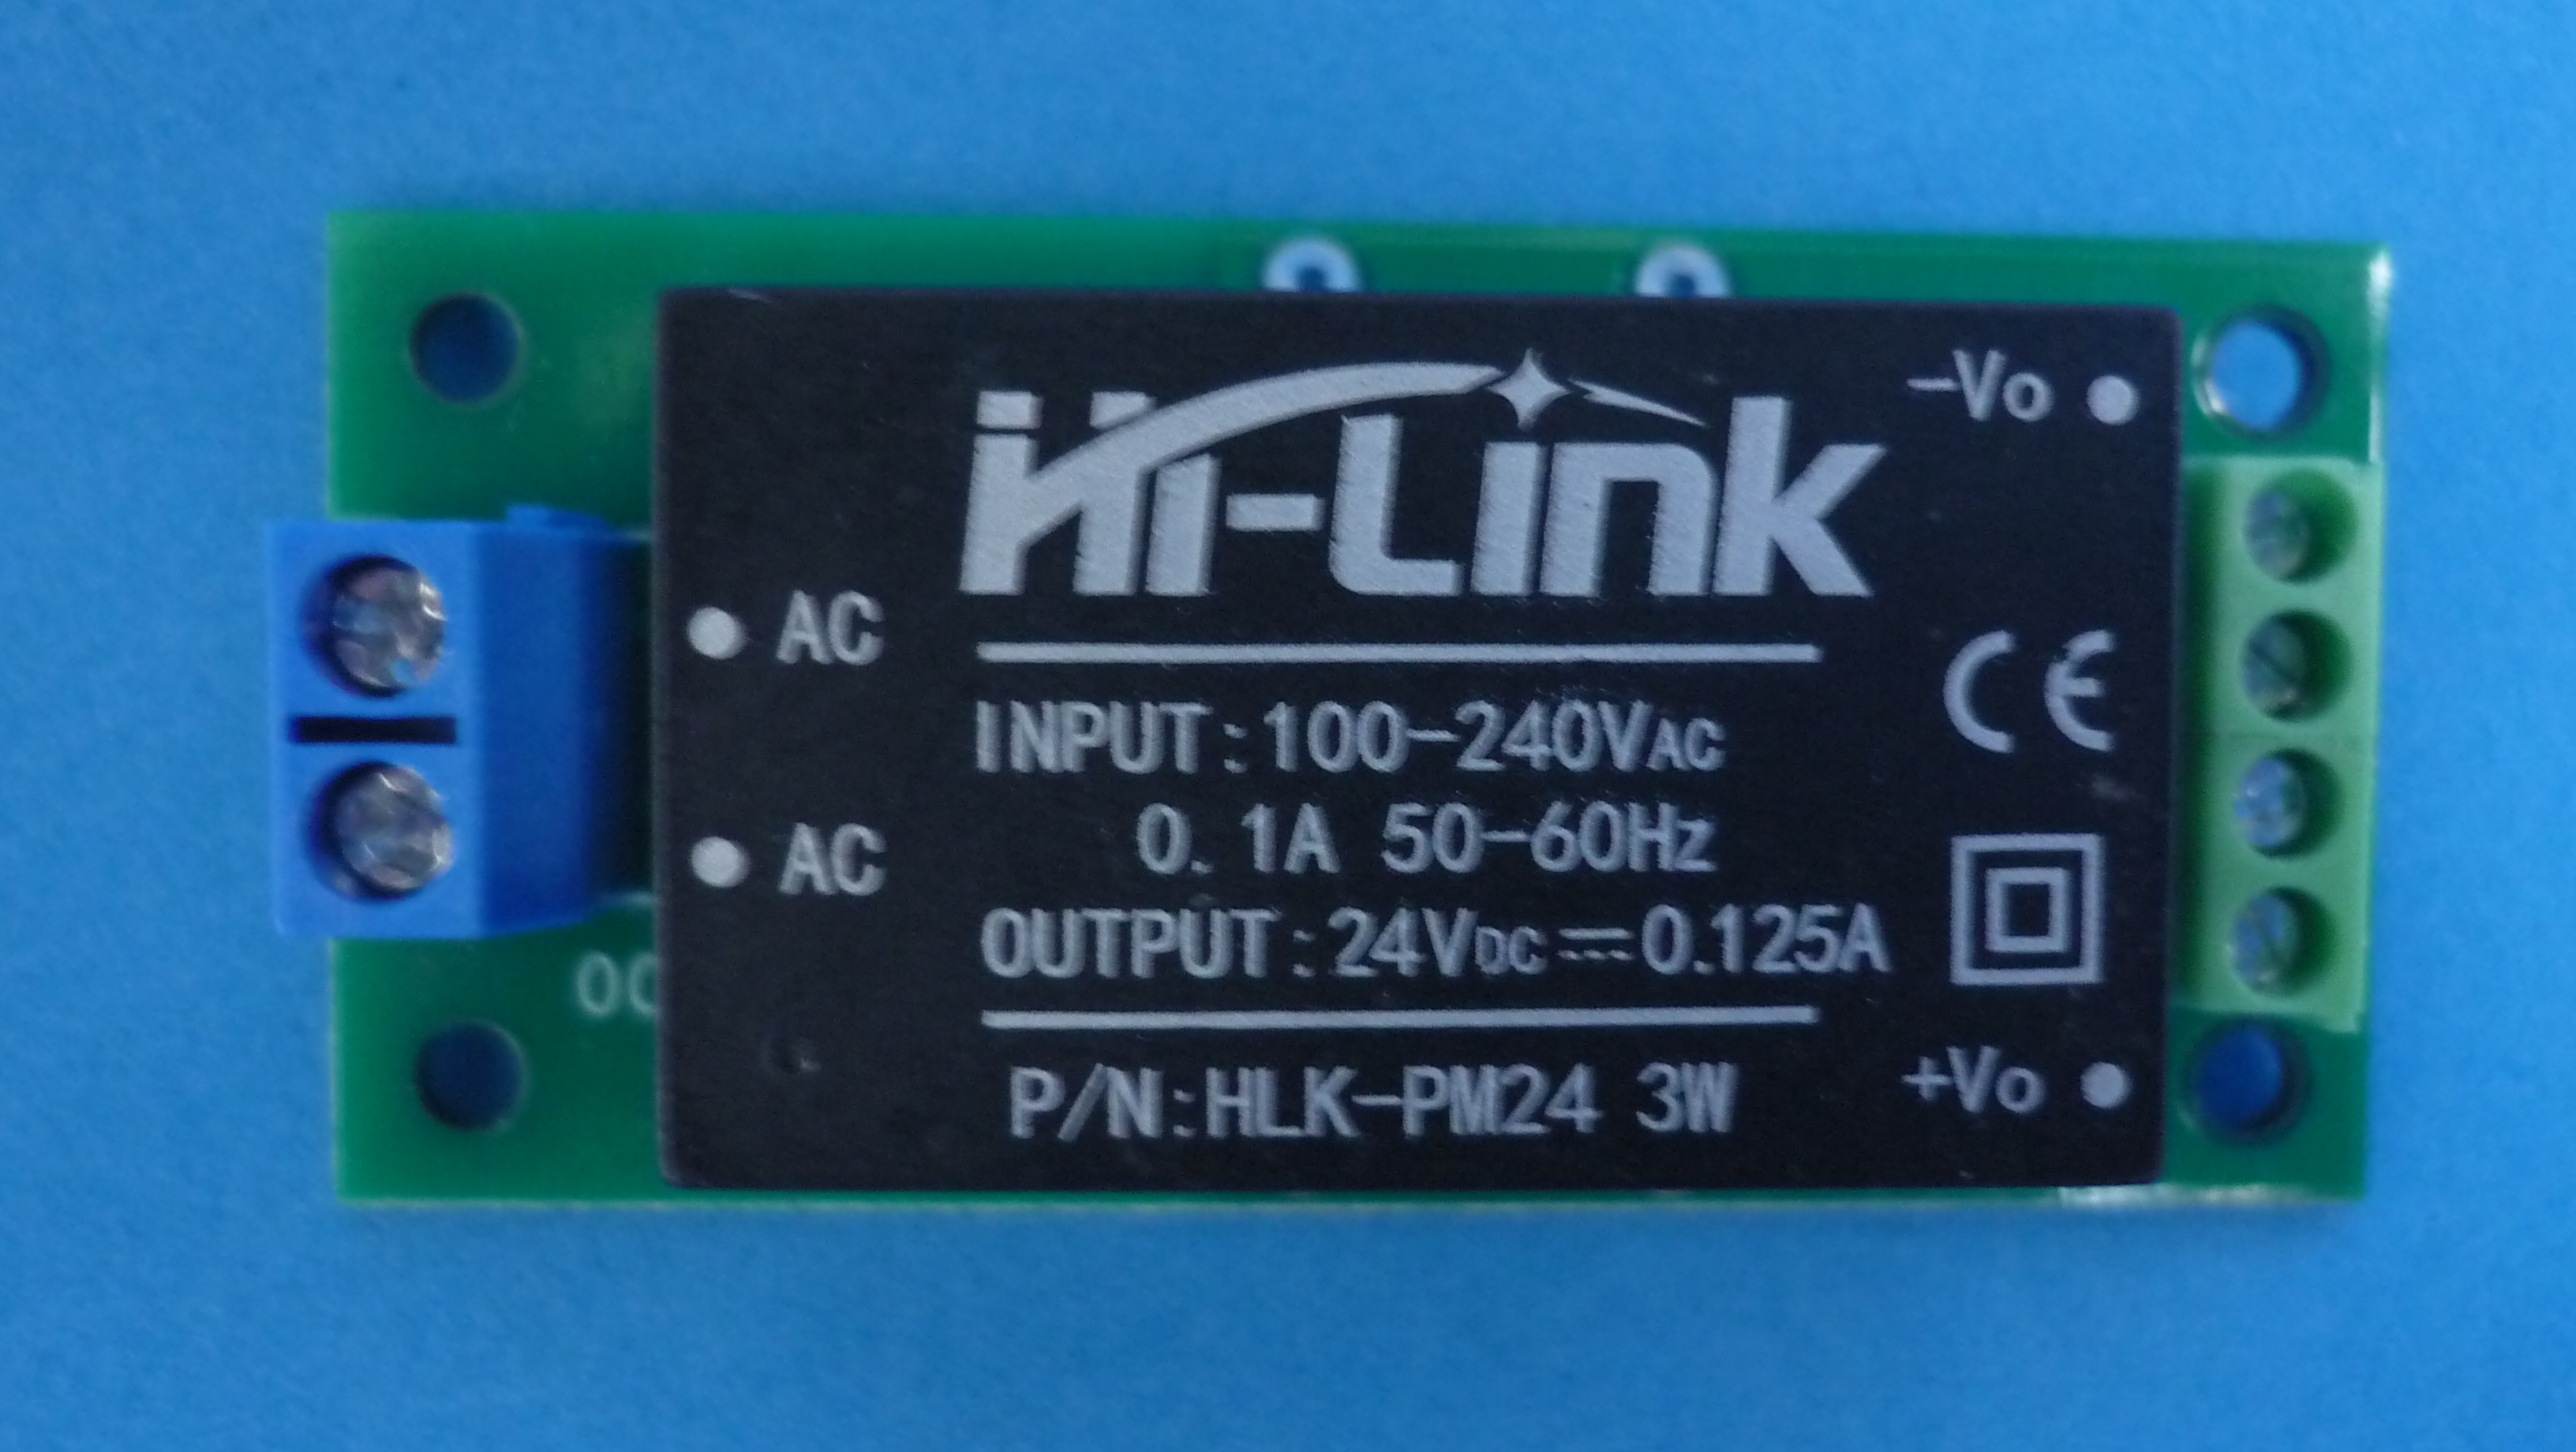 Hi-Link
-Vo
AC
INPUT:100-240VAC
CE
AC
0.1A 50-60Hz
OUTPUT:24VDC⎓0.125A
P/N:HLK-PM24 3W
+Vo